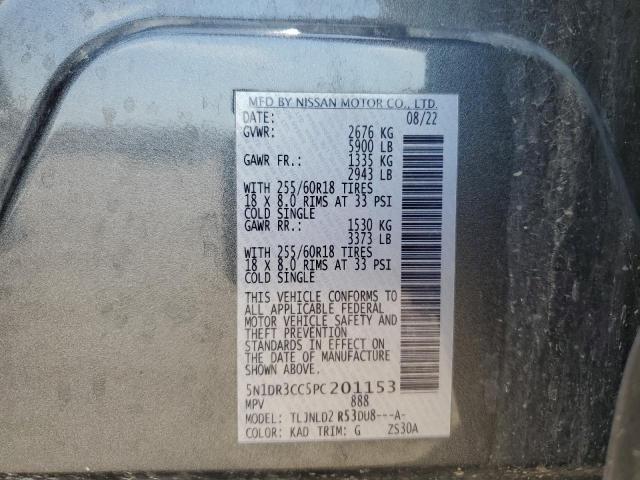 MFD BY NISSAN MOTOR CO., LTD.
DATE: 08/22
GVWR: 2676 KG
5900 LB
GAWR FR.: 1335 KG
2943 LB
WITH 255/60R18 TIRES
18 X 8.0 RIMS AT 33 PSI
COLD SINGLE
GAWR RR.: 1530 KG
3373 LB
WITH 255/60R18 TIRES
18 X 8.0 RIMS AT 33 PSI
COLD SINGLE
THIS VEHICLE CONFORMS TO
ALL APPLICABLE FEDERAL
MOTOR VEHICLE SAFETY AND
THEFT PREVENTION
STANDARDS IN EFFECT ON
THE DATE OF MANUFACTURE
SHOWN ABOVE.
5N1DR3CC5PC201153
MPV 888
MODEL: TLJNLD2 R53DU8---A-
COLOR: KAD TRIM: G ZS30A